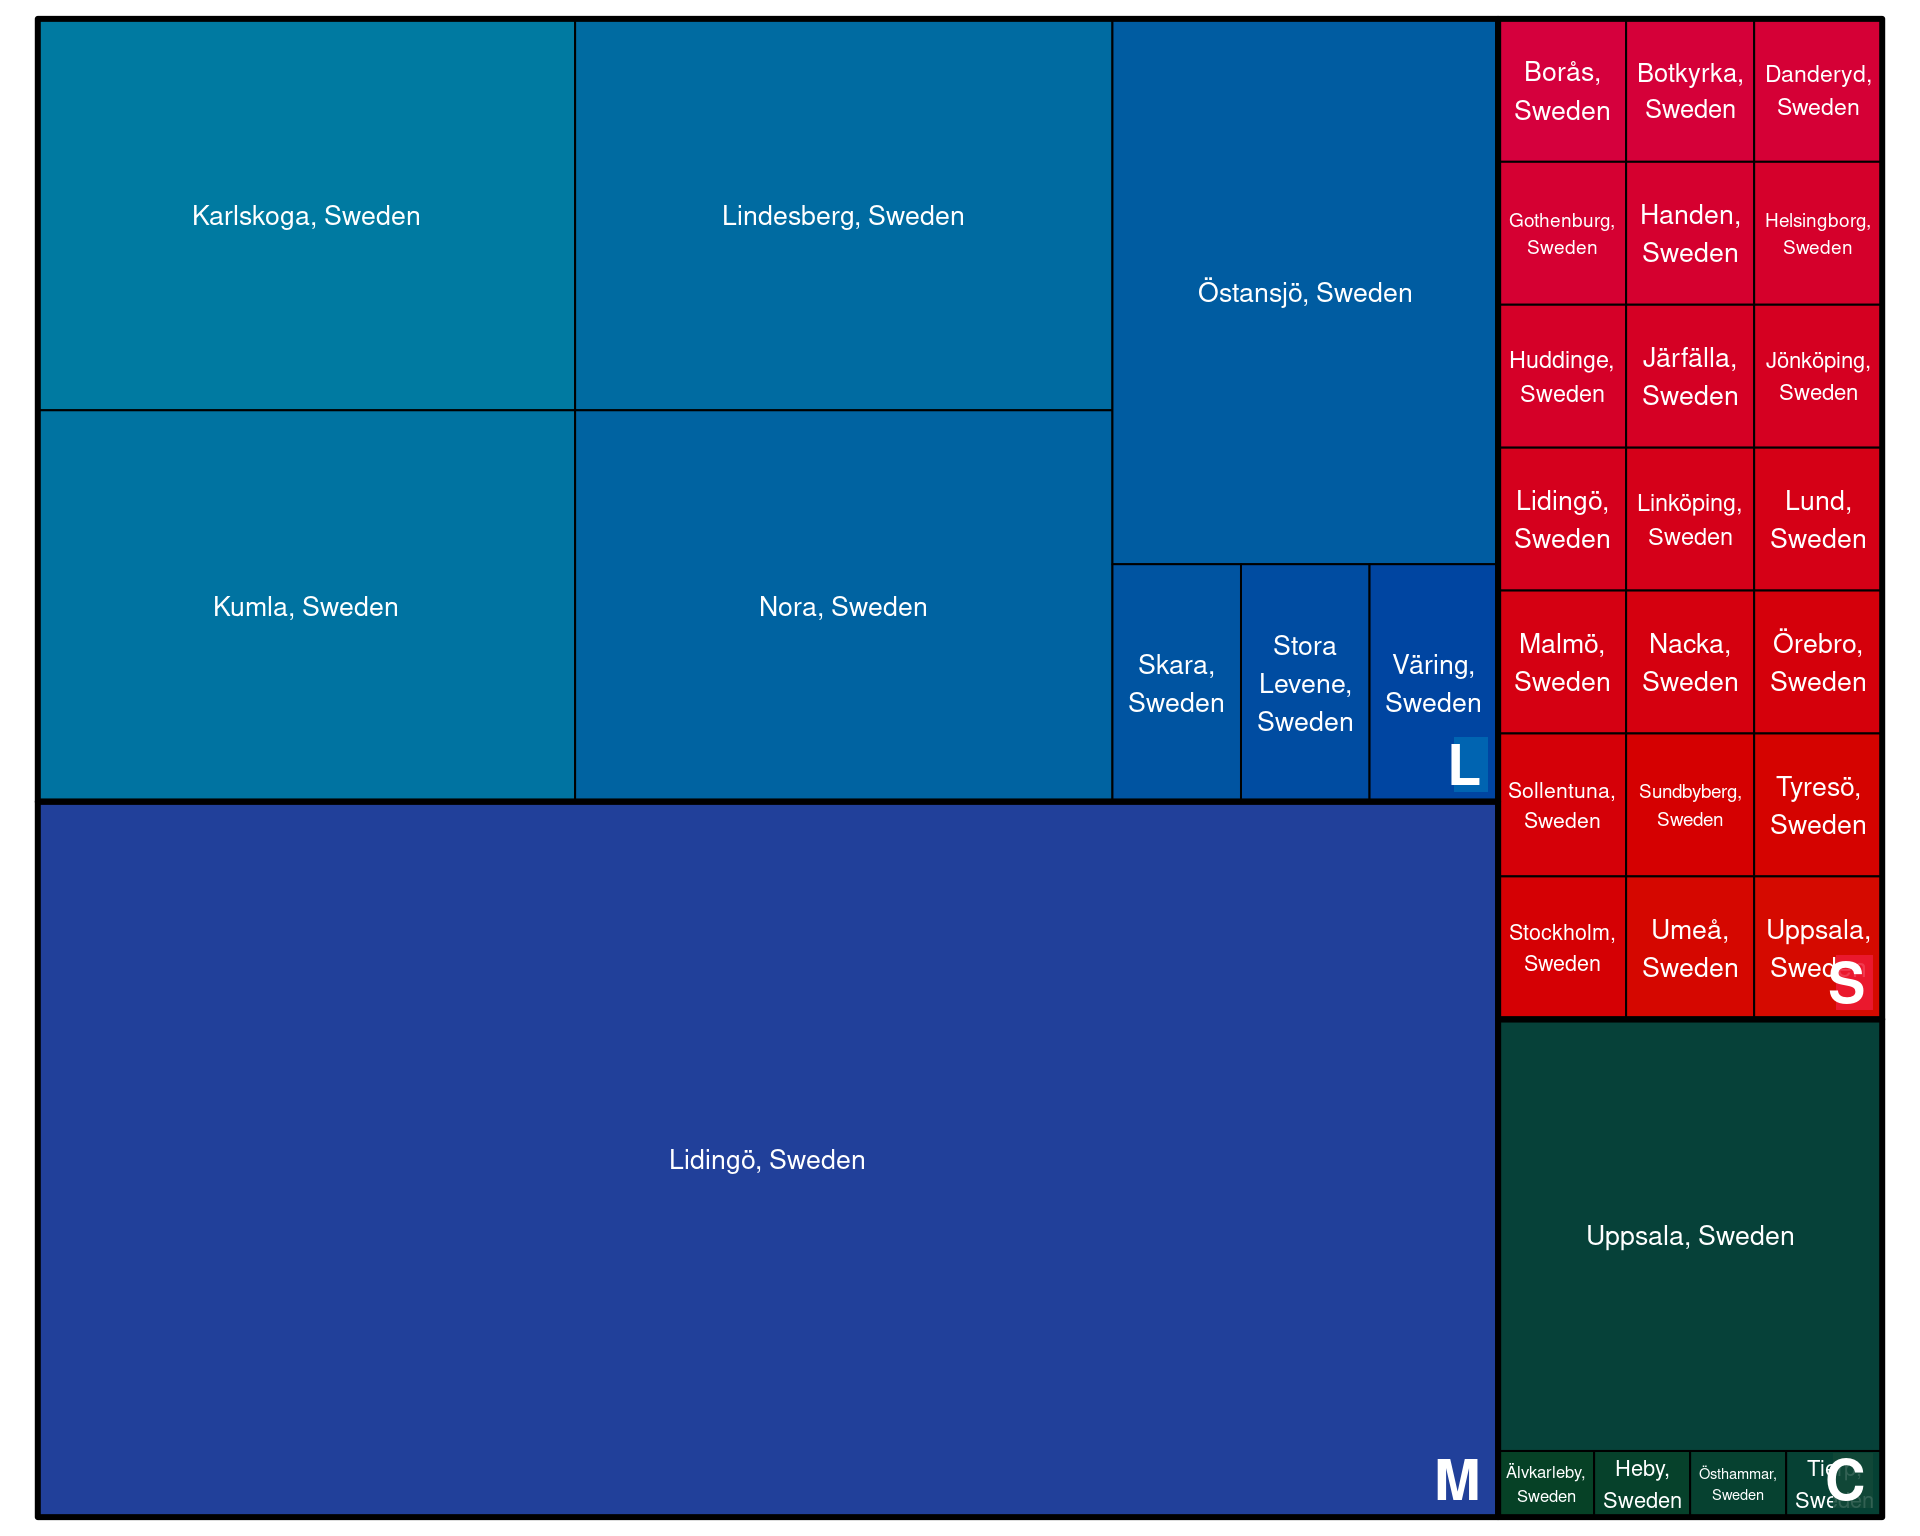 Karlskoga, Sweden
Lindesberg, Sweden
Östansjö, Sweden
Kumla, Sweden
Nora, Sweden
Skara,
Sweden
Stora
Levene,
Sweden
Väring,
Sweden
L
Lidingö, Sweden
M
Borås,
Sweden
Botkyrka,
Sweden
Danderyd,
Sweden
Gothenburg,
Sweden
Handen,
Sweden
Helsingborg,
Sweden
Huddinge,
Sweden
Järfälla,
Sweden
Jönköping,
Sweden
Lidingö,
Sweden
Linköping,
Sweden
Lund,
Sweden
Malmö,
Sweden
Nacka,
Sweden
Örebro,
Sweden
Sollentuna,
Sweden
Sundbyberg,
Sweden
Tyresö,
Sweden
Stockholm,
Sweden
Umeå,
Sweden
Uppsala,
Sweden
S
Uppsala, Sweden
Älvkarleby,
Sweden
Heby,
Sweden
Östhammar,
Sweden
Tierp,
Sweden
C